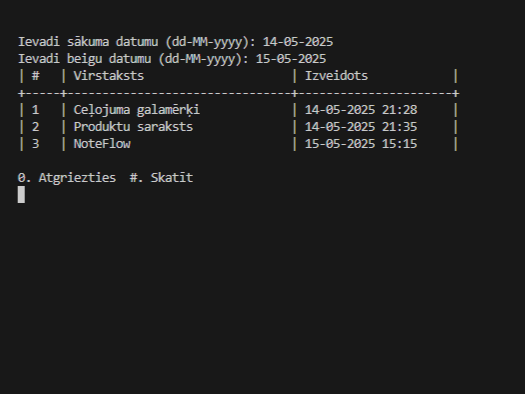 Ievadi sākuma datumu (dd-MM-yyyy): 14-05-2025
Ievadi beigu datumu (dd-MM-yyyy): 15-05-2025
| #   | Virstaksts                     | Izveidots            |
+-----+--------------------------------+----------------------+
| 1   | Ceļojuma galamērķi             | 14-05-2025 21:28     |
| 2   | Produktu saraksts              | 14-05-2025 21:35     |
| 3   | NoteFlow                       | 15-05-2025 15:15     |
0. Atgriezties  #. Skatīt